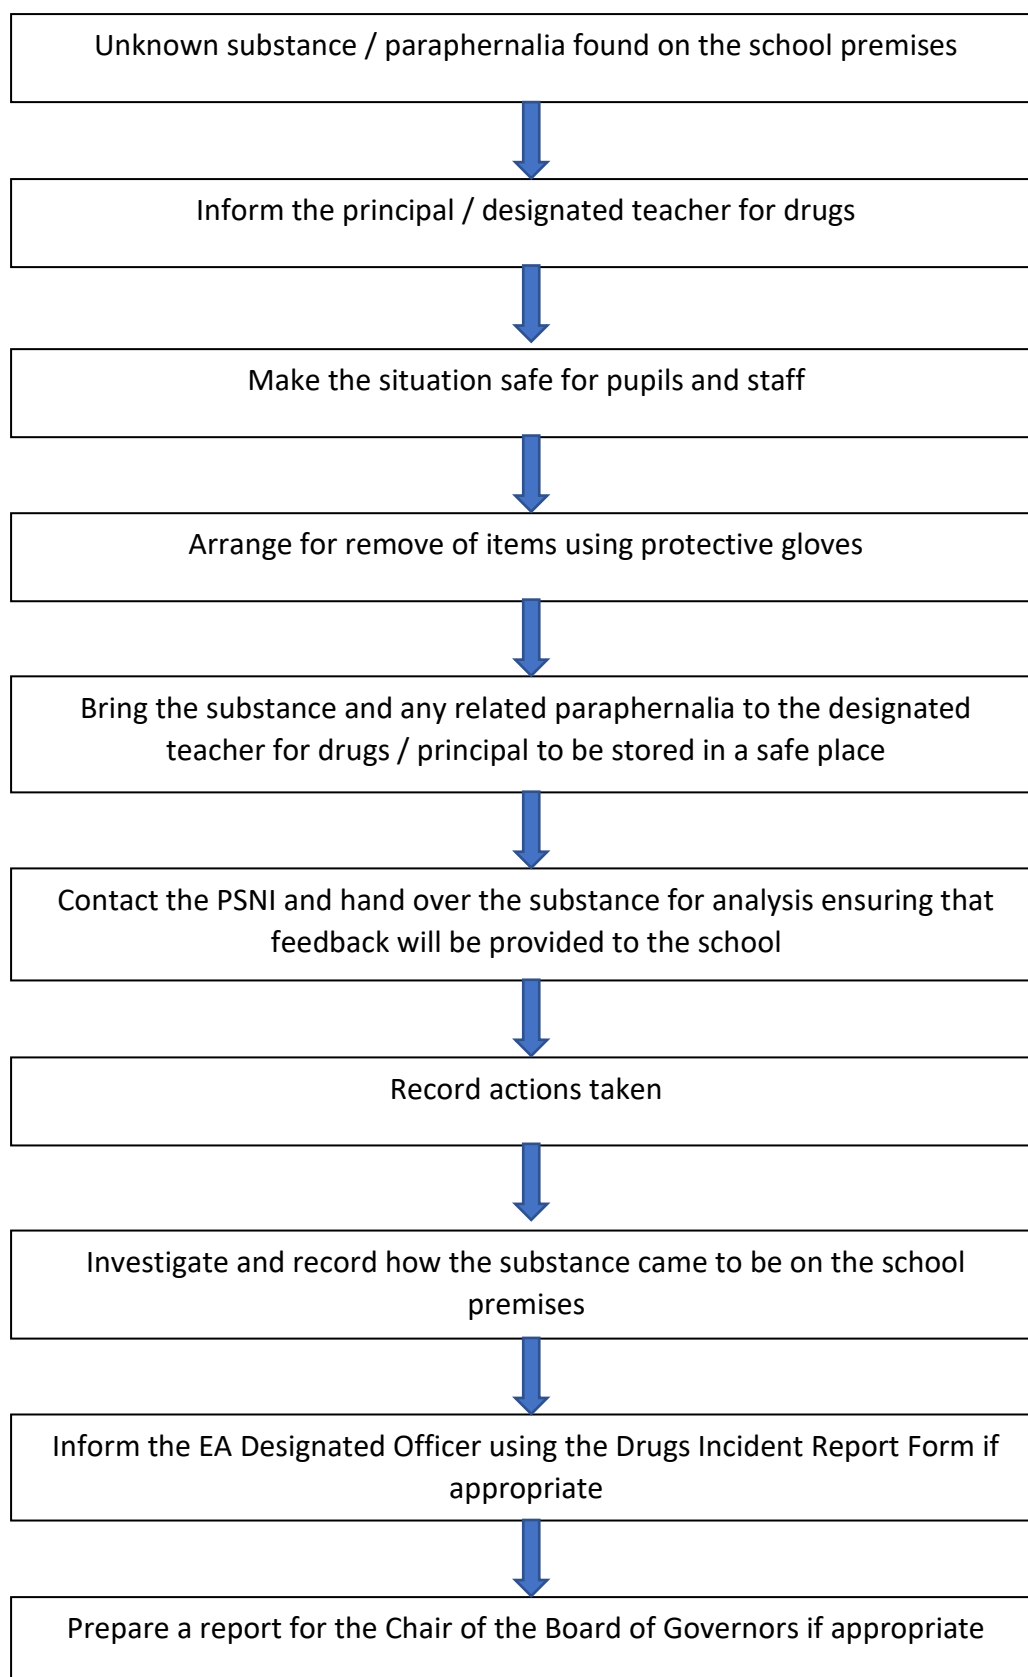 Unknown substance / paraphernalia found on the school premises
Inform the principal / designated teacher for drugs
Make the situation safe for pupils and staff
Arrange for remove of items using protective gloves
Bring the substance and any related paraphernalia to the designated
teacher for drugs / principal to be stored in a safe place
Contact the PSNI and hand over the substance for analysis ensuring that
feedback will be provided to the school
Record actions taken
Investigate and record how the substance came to be on the school
premises
Inform the EA Designated Officer using the Drugs Incident Report Form if
appropriate
Prepare a report for the Chair of the Board of Governors if appropriate